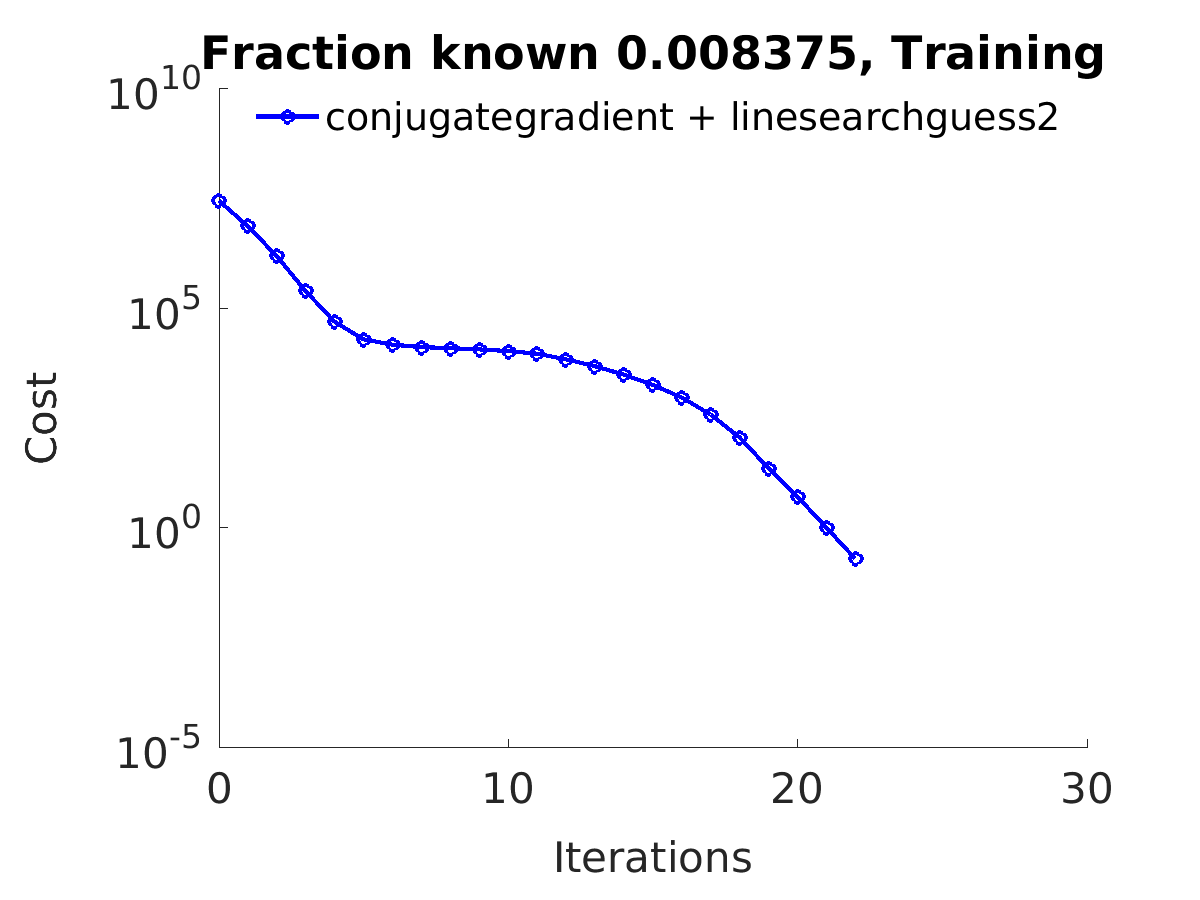 Fraction known 0.008375, Training
conjugategradient + linesearchguess2
10^10
10^5
10^0
10^-5
Cost
0 10 20 30
Iterations